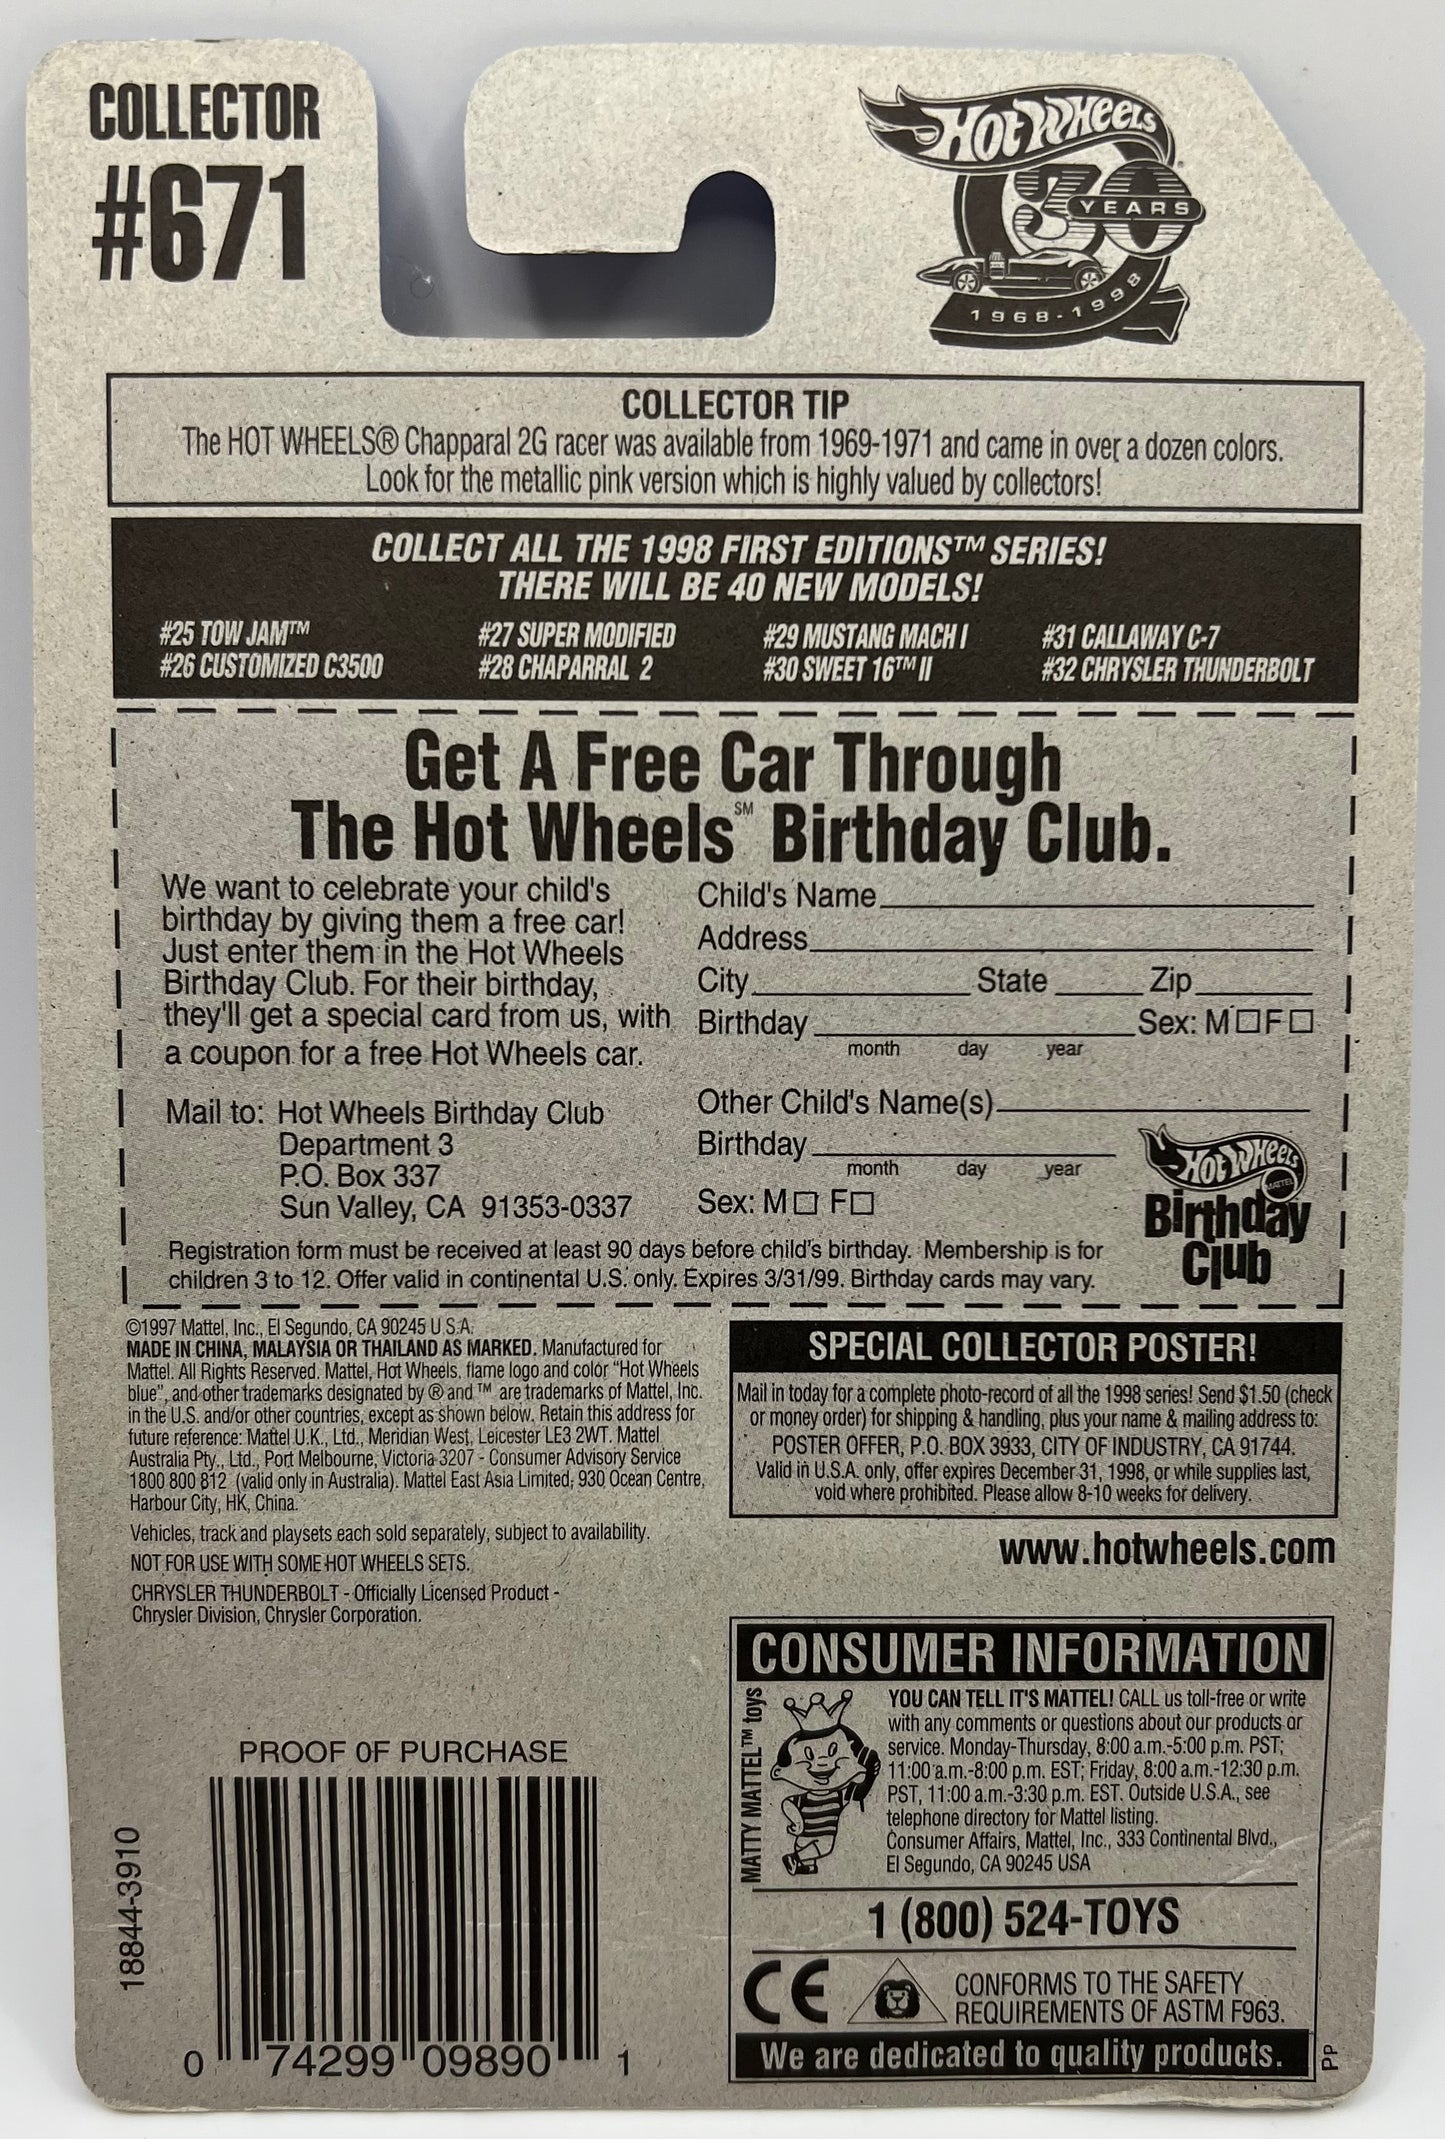 COLLECTOR
#671
HOT WHEELS
30
YEARS
1968-1998
COLLECTOR TIP
The HOT WHEELS® Chapparal 2G racer was available from 1969-1971 and came in over a dozen colors.
Look for the metallic pink version which is highly valued by collectors!
COLLECT ALL THE 1998 FIRST EDITIONS™ SERIES!
THERE WILL BE 40 NEW MODELS!
#25 TOW JAM™ #27 SUPER MODIFIED #29 MUSTANG MACH I #31 CALLAWAY C-7
#26 CUSTOMIZED C3500 #28 CHAPARRAL 2 #30 SWEET 16™ II #32 CHRYSLER THUNDERBOLT
Get A Free Car Through
The Hot Wheels℠ Birthday Club.
We want to celebrate your child's
birthday by giving them a free car!
Just enter them in the Hot Wheels
Birthday Club. For their birthday,
they'll get a special card from us, with
a coupon for a free Hot Wheels car.
Mail to: Hot Wheels Birthday Club
Department 3
P.O. Box 337
Sun Valley, CA 91353-0337
Child's Name
Address
City State Zip
Birthday Sex: M F
month day year
Other Child's Name(s)
Birthday
month day year
Sex: M F
HOT WHEELS
MATTEL
Birthday
Club
Registration form must be received at least 90 days before child's birthday. Membership is for
children 3 to 12. Offer valid in continental U.S. only. Expires 3/31/99. Birthday cards may vary.
©1997 Mattel, Inc., El Segundo, CA 90245 U.S.A.
MADE IN CHINA, MALAYSIA OR THAILAND AS MARKED. Manufactured for
Mattel. All Rights Reserved. Mattel, Hot Wheels, flame logo and color "Hot Wheels
blue", and other trademarks designated by ® and ™ are trademarks of Mattel, Inc.
in the U.S. and/or other countries, except as shown below. Retain this address for
future reference: Mattel U.K., Ltd., Meridian West, Leicester LE3 2WT. Mattel
Australia Pty., Ltd., Port Melbourne, Victoria 3207 - Consumer Advisory Service
1800 800 812 (valid only in Australia). Mattel East Asia Limited, 930 Ocean Centre,
Harbour City, HK, China.
Vehicles, track and playsets each sold separately, subject to availability.
NOT FOR USE WITH SOME HOT WHEELS SETS.
CHRYSLER THUNDERBOLT - Officially Licensed Product -
Chrysler Division, Chrysler Corporation.
SPECIAL COLLECTOR POSTER!
Mail in today for a complete photo-record of all the 1998 series! Send $1.50 (check
or money order) for shipping & handling, plus your name & mailing address to:
POSTER OFFER, P.O. BOX 3933, CITY OF INDUSTRY, CA 91744.
Valid in U.S.A. only, offer expires December 31, 1998, or while supplies last,
void where prohibited. Please allow 8-10 weeks for delivery.
www.hotwheels.com
PROOF OF PURCHASE
18844-3910
0 74299 09890 1
CONSUMER INFORMATION
MATTY MATTEL™ toys
YOU CAN TELL IT'S MATTEL! CALL us toll-free or write
with any comments or questions about our products or
service. Monday-Thursday, 8:00 a.m.-5:00 p.m. PST;
11:00 a.m.-8:00 p.m. EST; Friday, 8:00 a.m.-12:30 p.m.
PST, 11:00 a.m.-3:30 p.m. EST. Outside U.S.A., see
telephone directory for Mattel listing.
Consumer Affairs, Mattel, Inc., 333 Continental Blvd.,
El Segundo, CA 90245 USA
1 (800) 524-TOYS
CE
CONFORMS TO THE SAFETY
REQUIREMENTS OF ASTM F963.
We are dedicated to quality products.
PP